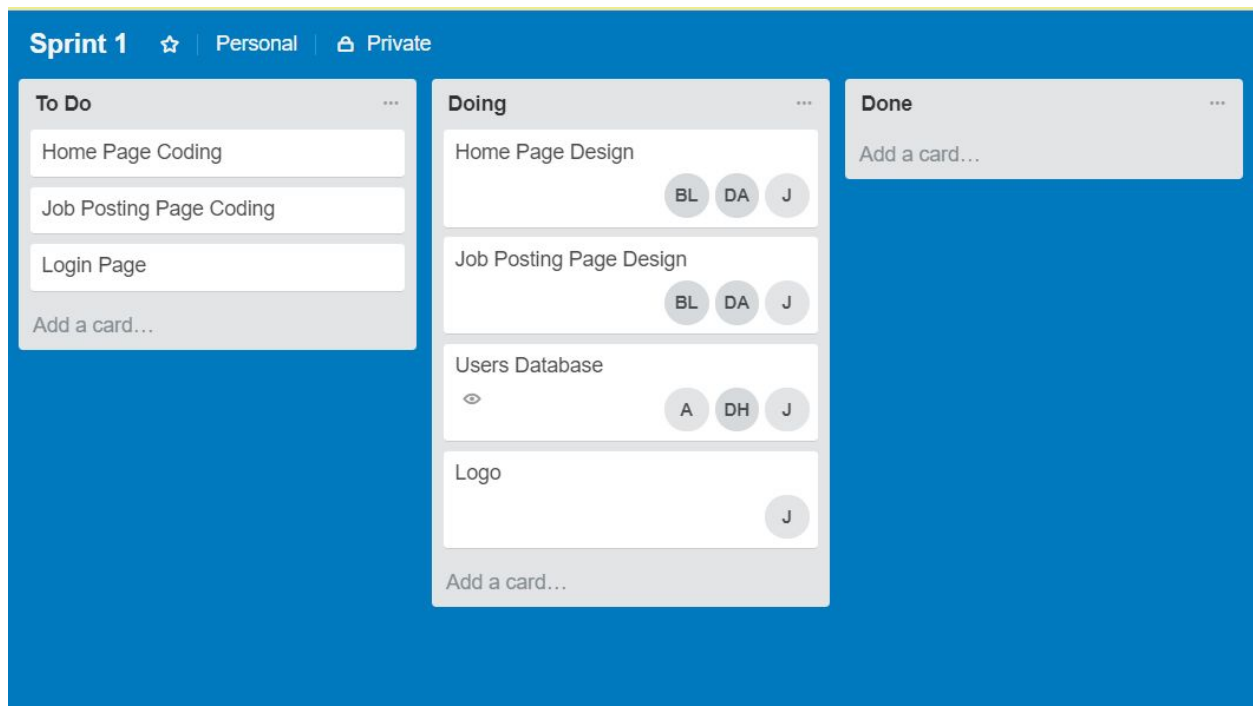 Sprint 1 Personal Private
To Do
Home Page Coding
Job Posting Page Coding
Login Page
Add a card…
Doing
Home Page Design
BL DA J
Job Posting Page Design
BL DA J
Users Database
A DH J
Logo
J
Add a card…
Done
Add a card…